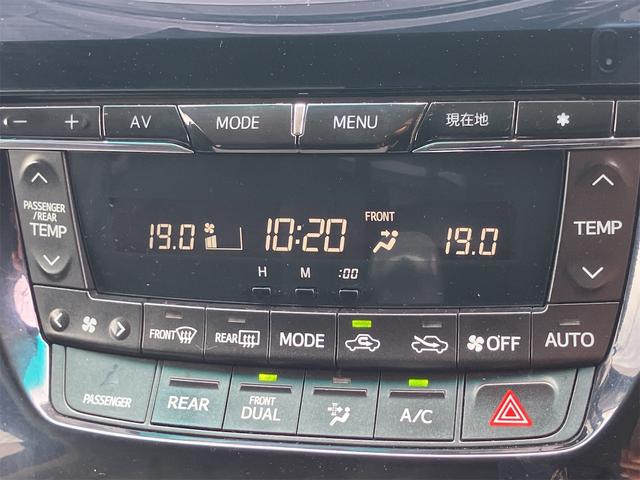 − + AV MODE MENU 現在地 ✱
PASSENGER
/REAR
TEMP
19.0 10:20 FRONT 19.0
H M :00
TEMP
FRONT REAR MODE OFF AUTO
PASSENGER REAR FRONT
DUAL A/C